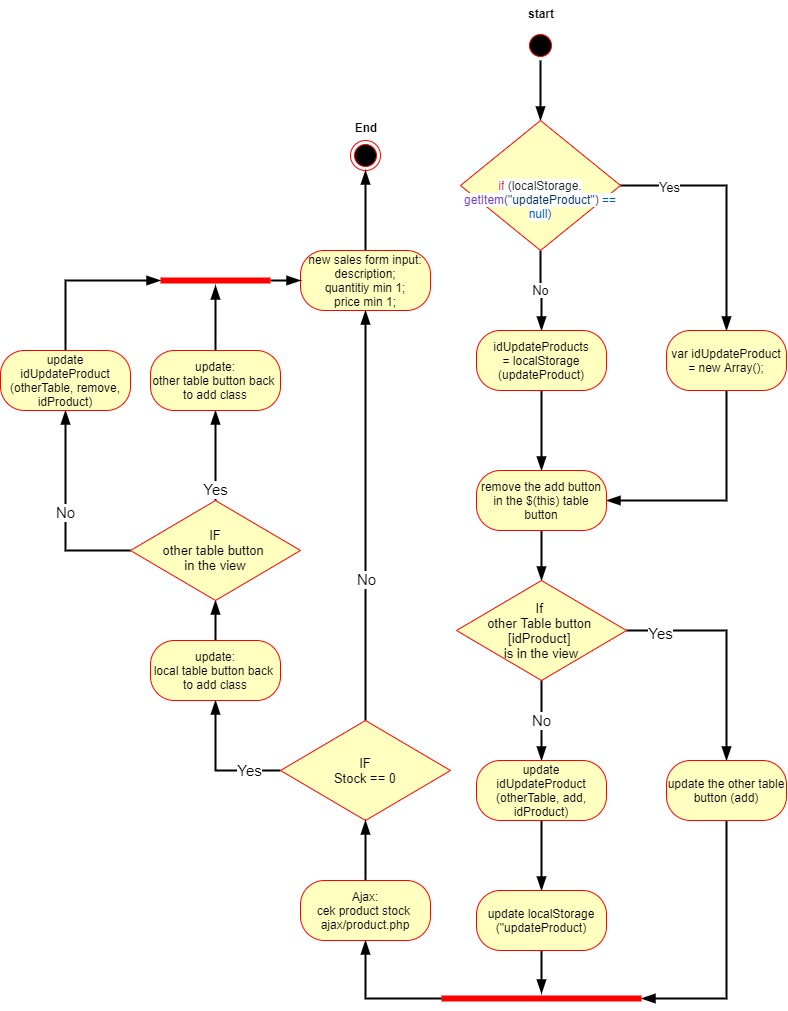 start
if (localStorage.
getItem("updateProduct") ==
null)
Yes
No
idUpdateProducts
= localStorage
(updateProduct)
var idUpdateProduct
= new Array();
remove the add button
in the $(this) table
button
If
other Table button
[idProduct]
is in the view
Yes
No
update
idUpdateProduct
(otherTable, add,
idProduct)
update the other table
button (add)
update localStorage
("updateProduct)
Ajax:
cek product stock
ajax/product.php
IF
Stock == 0
Yes
No
update:
local table button back
to add class
IF
other table button
in the view
Yes
No
update:
other table button back
to add class
update
idUpdateProduct
(otherTable, remove,
idProduct)
new sales form input:
description;
quantitiy min 1;
price min 1;
End